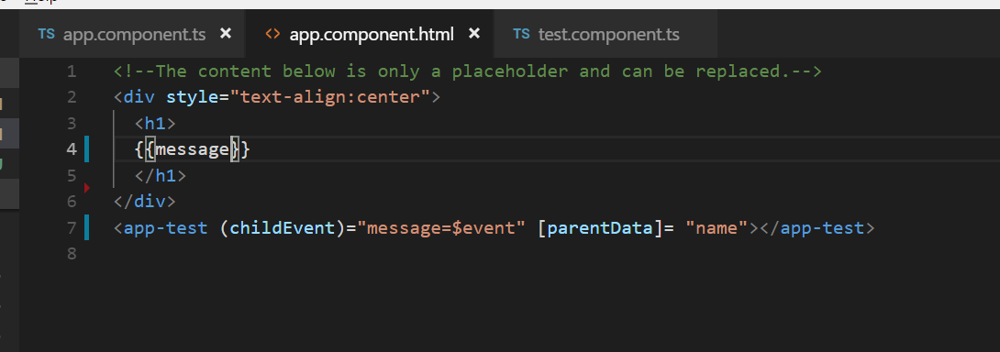 Help
TS app.component.ts ×
<> app.component.html ×
TS test.component.ts
1 <!--The content below is only a placeholder and can be replaced.-->
2 <div style="text-align:center">
3 <h1>
4 {{message}}
5 </h1>
6 </div>
7 <app-test (childEvent)="message=$event" [parentData]= "name"></app-test>
8